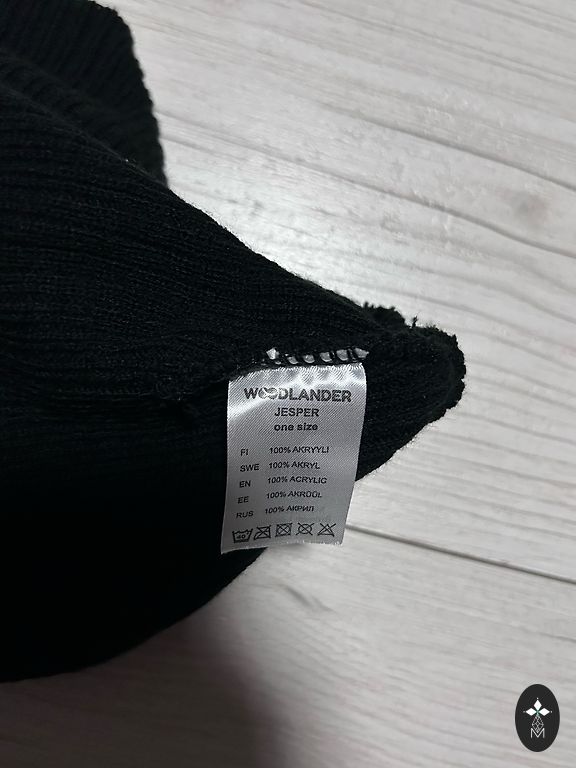 WOODLANDER
JESPER
one size
FI 100% AKRYYLI
SWE 100% AKRYL
EN 100% ACRYLIC
EE 100% AKRÜÜL
RUS 100% АКРИЛ
40
M